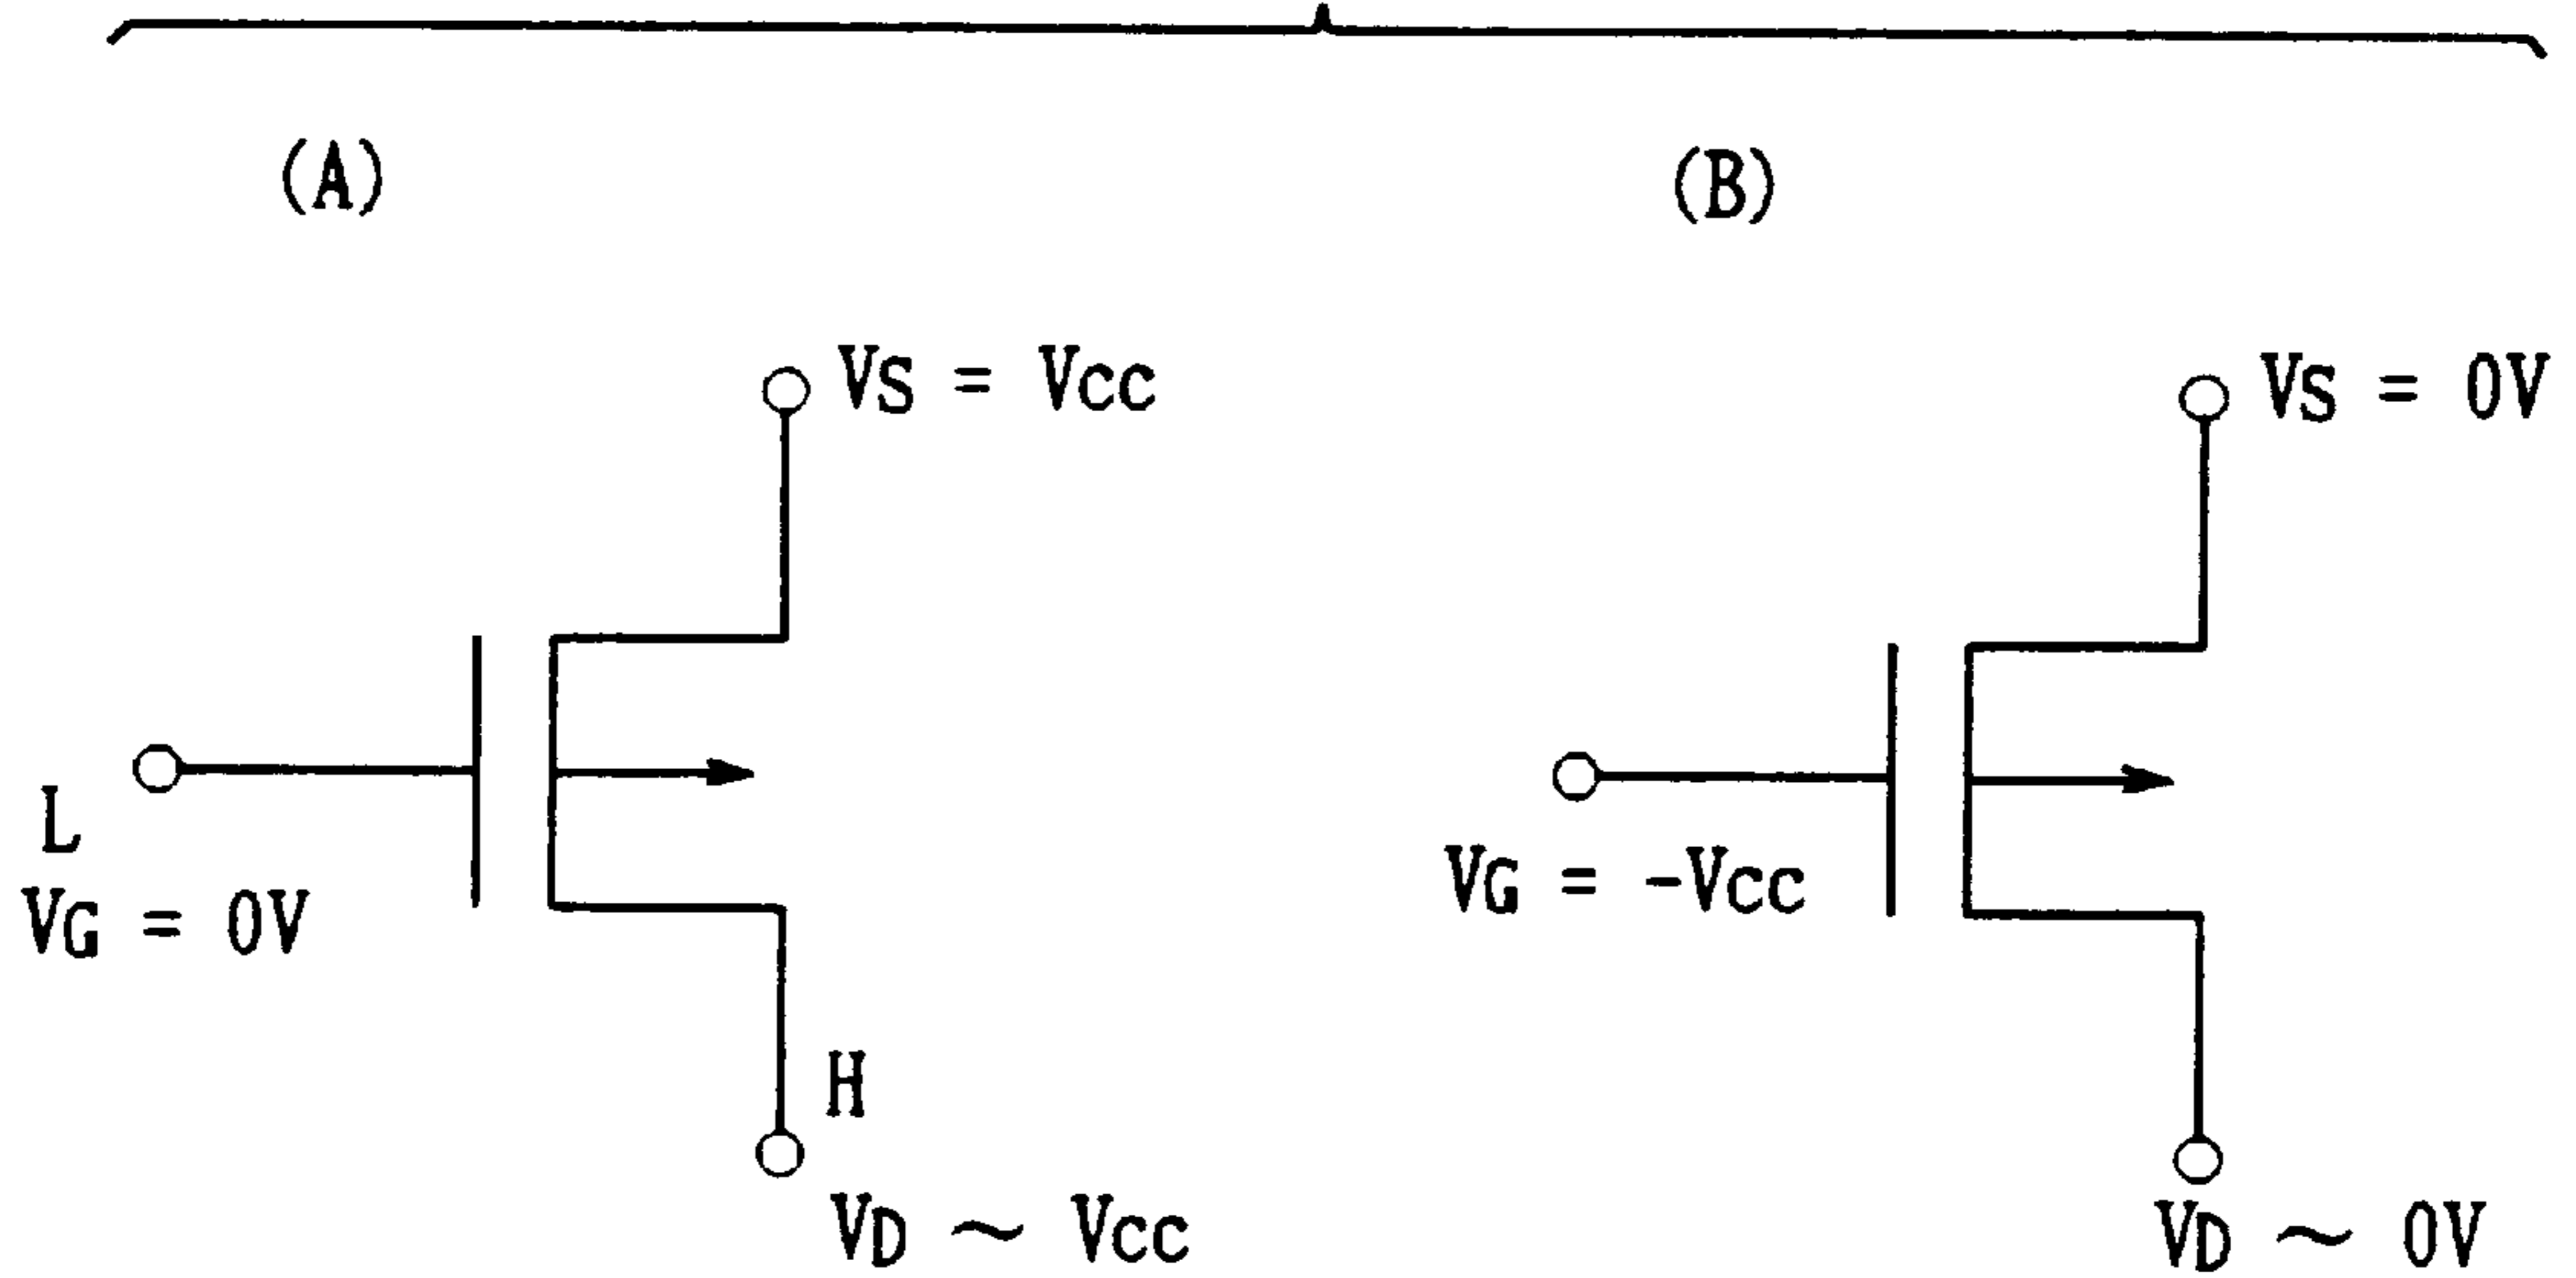 (A)
VS = VCC
L
VG = 0V
H
VD ~ VCC
(B)
VS = 0V
VG = -VCC
VD ~ 0V